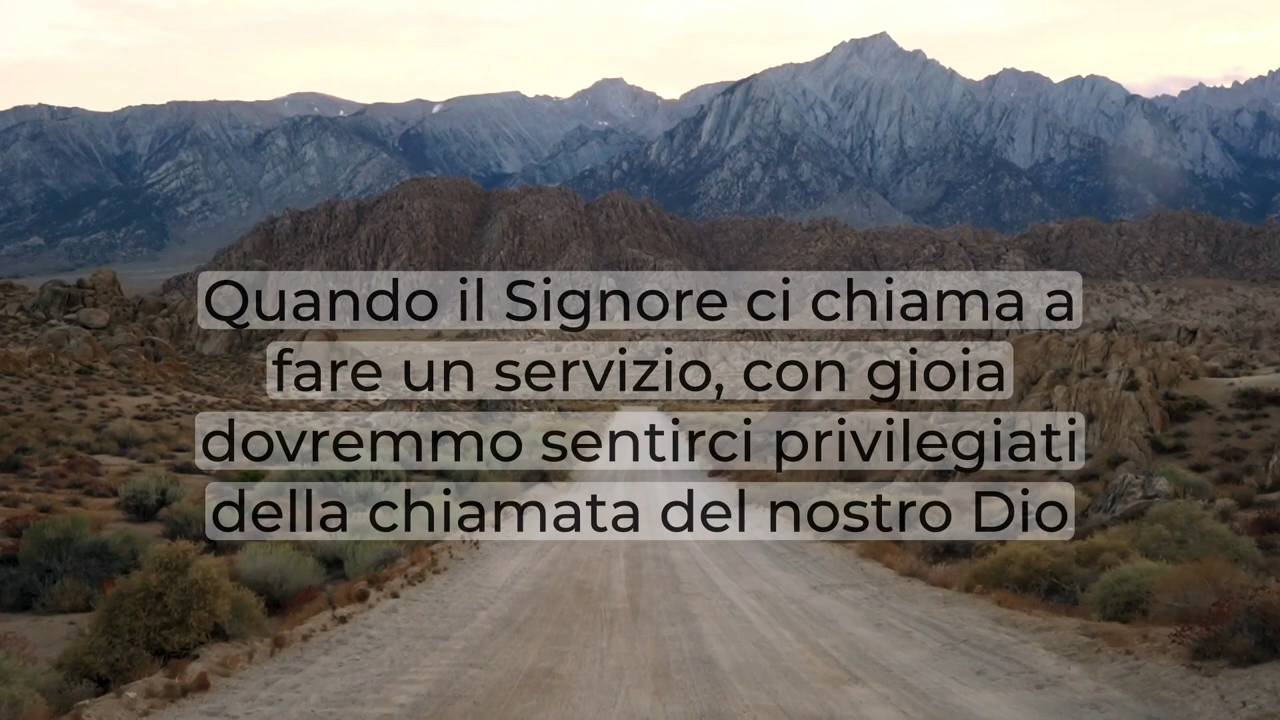 Quando il Signore ci chiama a
fare un servizio, con gioia
dovremmo sentirci privilegiati
della chiamata del nostro Dio